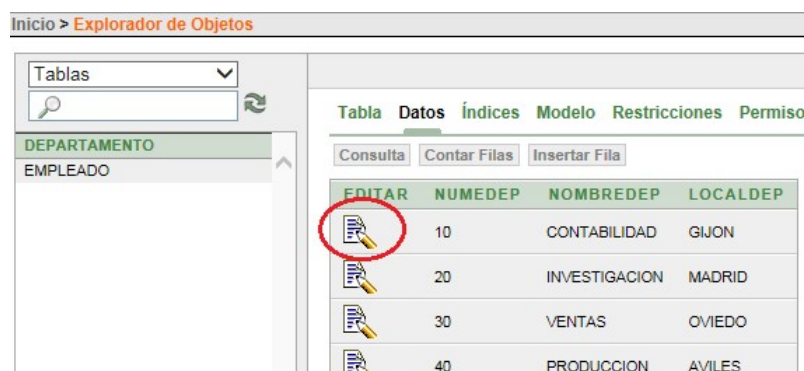 Inicio > Explorador de Objetos
Tablas
DEPARTAMENTO
EMPLEADO
Tabla Datos Índices Modelo Restricciones Permiso
Consulta Contar Filas Insertar Fila
EDITAR NUMEDEP NOMBREDEP LOCALDEP
10 CONTABILIDAD GIJON
20 INVESTIGACION MADRID
30 VENTAS OVIEDO
40 PRODUCCION AVILES